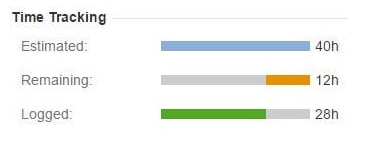 Time Tracking
Estimated: 40h
Remaining: 12h
Logged: 28h